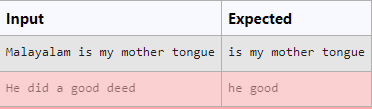 Input Expected
Malayalam is my mother tongue is my mother tongue
He did a good deed he good